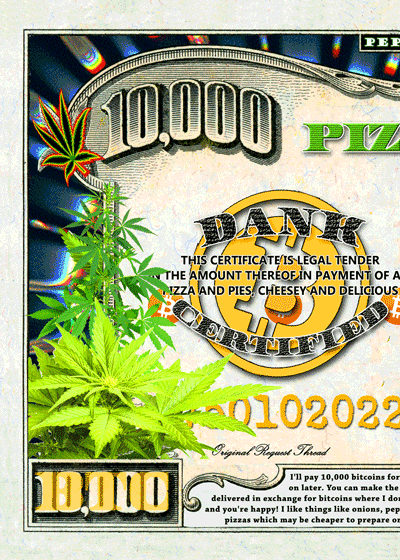 PEP
10,000
PIZ
DANK
THIS CERTIFICATE IS LEGAL TENDER
N THE AMOUNT THEREOF IN PAYMENT OF A
PIZZA AND PIES, CHEESEY AND DELICIOUS
CERTIFIED
00102022
Original Request Thread
10,000
I'll pay 10,000 bitcoins for
on later. You can make the
delivered in exchange for bitcoins where I don
and you're happy! I like things like onions, pep
pizzas which may be cheaper to prepare or